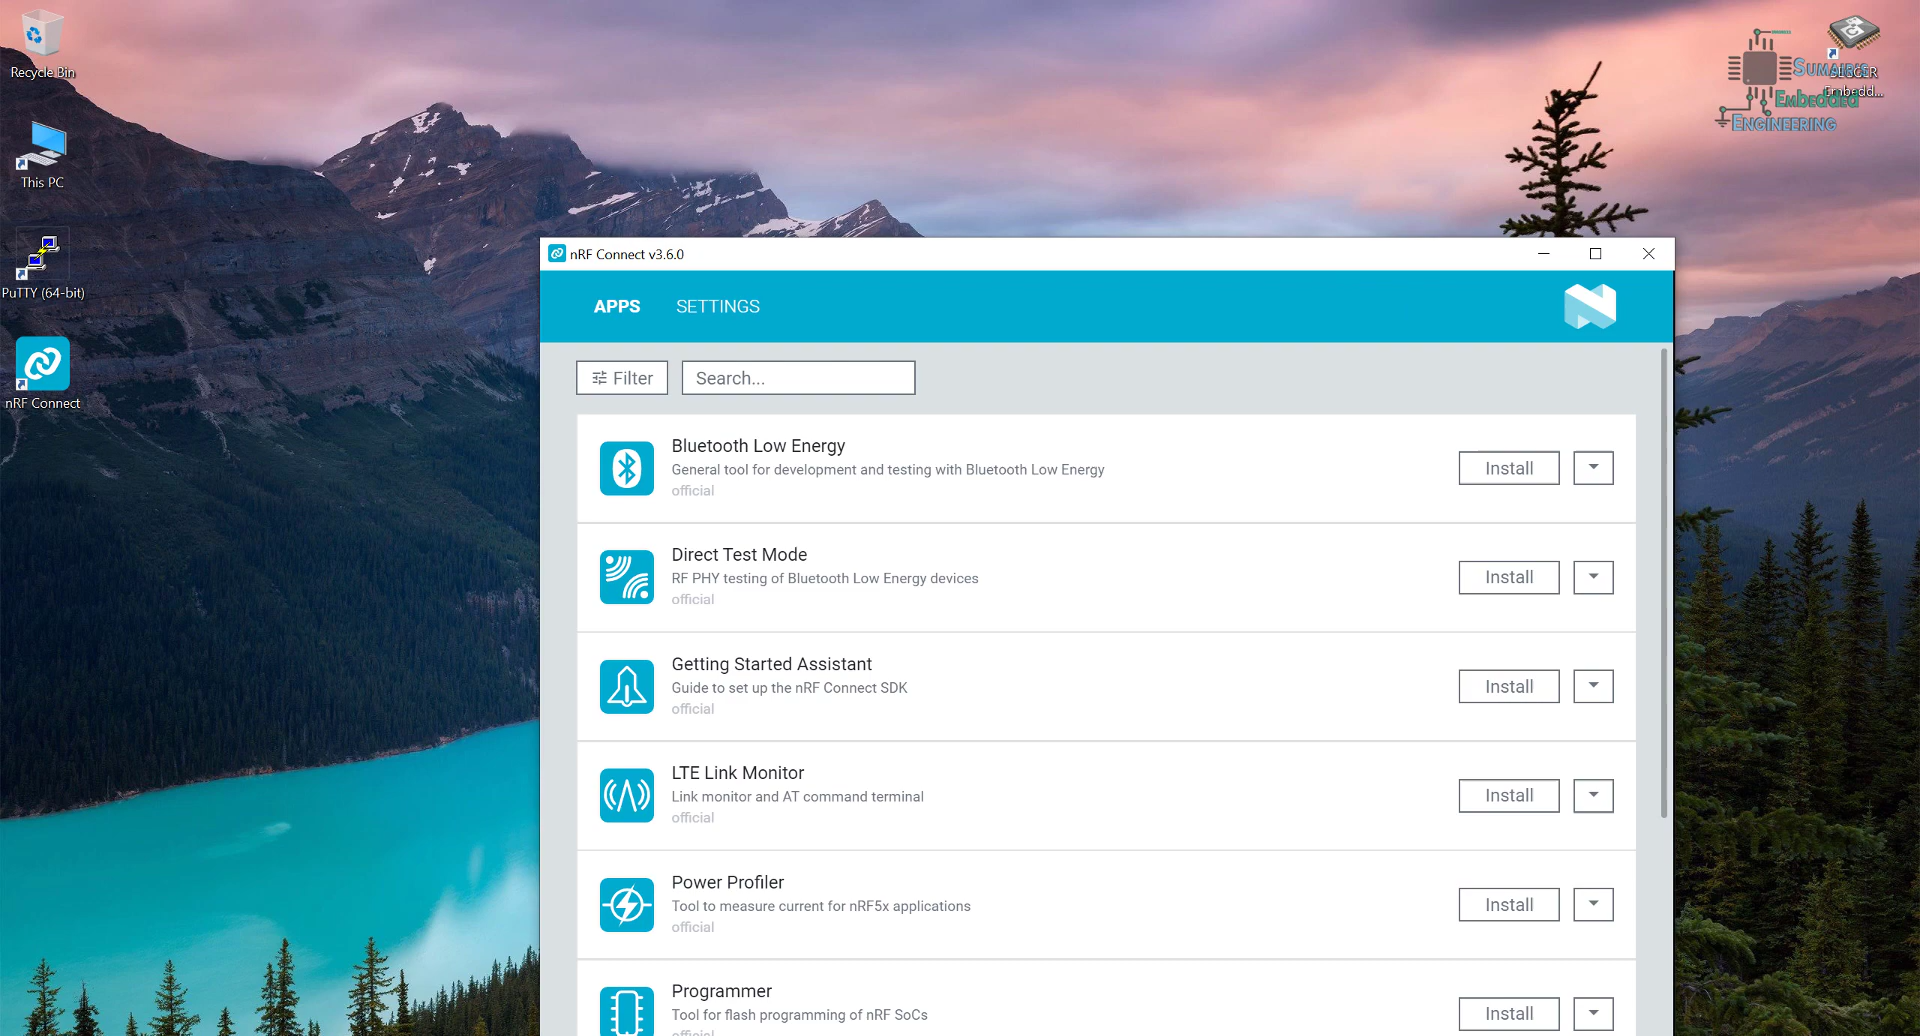 Recycle Bin
This PC
PuTTY (64-bit)
nRF Connect
SUMAIRI'S
Embedded
ENGINEERING
SEGGER
Embedd...
nRF Connect v3.6.0
APPS
SETTINGS
Filter
Search...
Bluetooth Low Energy
General tool for development and testing with Bluetooth Low Energy
official
Install
Direct Test Mode
RF PHY testing of Bluetooth Low Energy devices
official
Install
Getting Started Assistant
Guide to set up the nRF Connect SDK
official
Install
LTE Link Monitor
Link monitor and AT command terminal
official
Install
Power Profiler
Tool to measure current for nRF5x applications
official
Install
Programmer
Tool for flash programming of nRF SoCs
official
Install